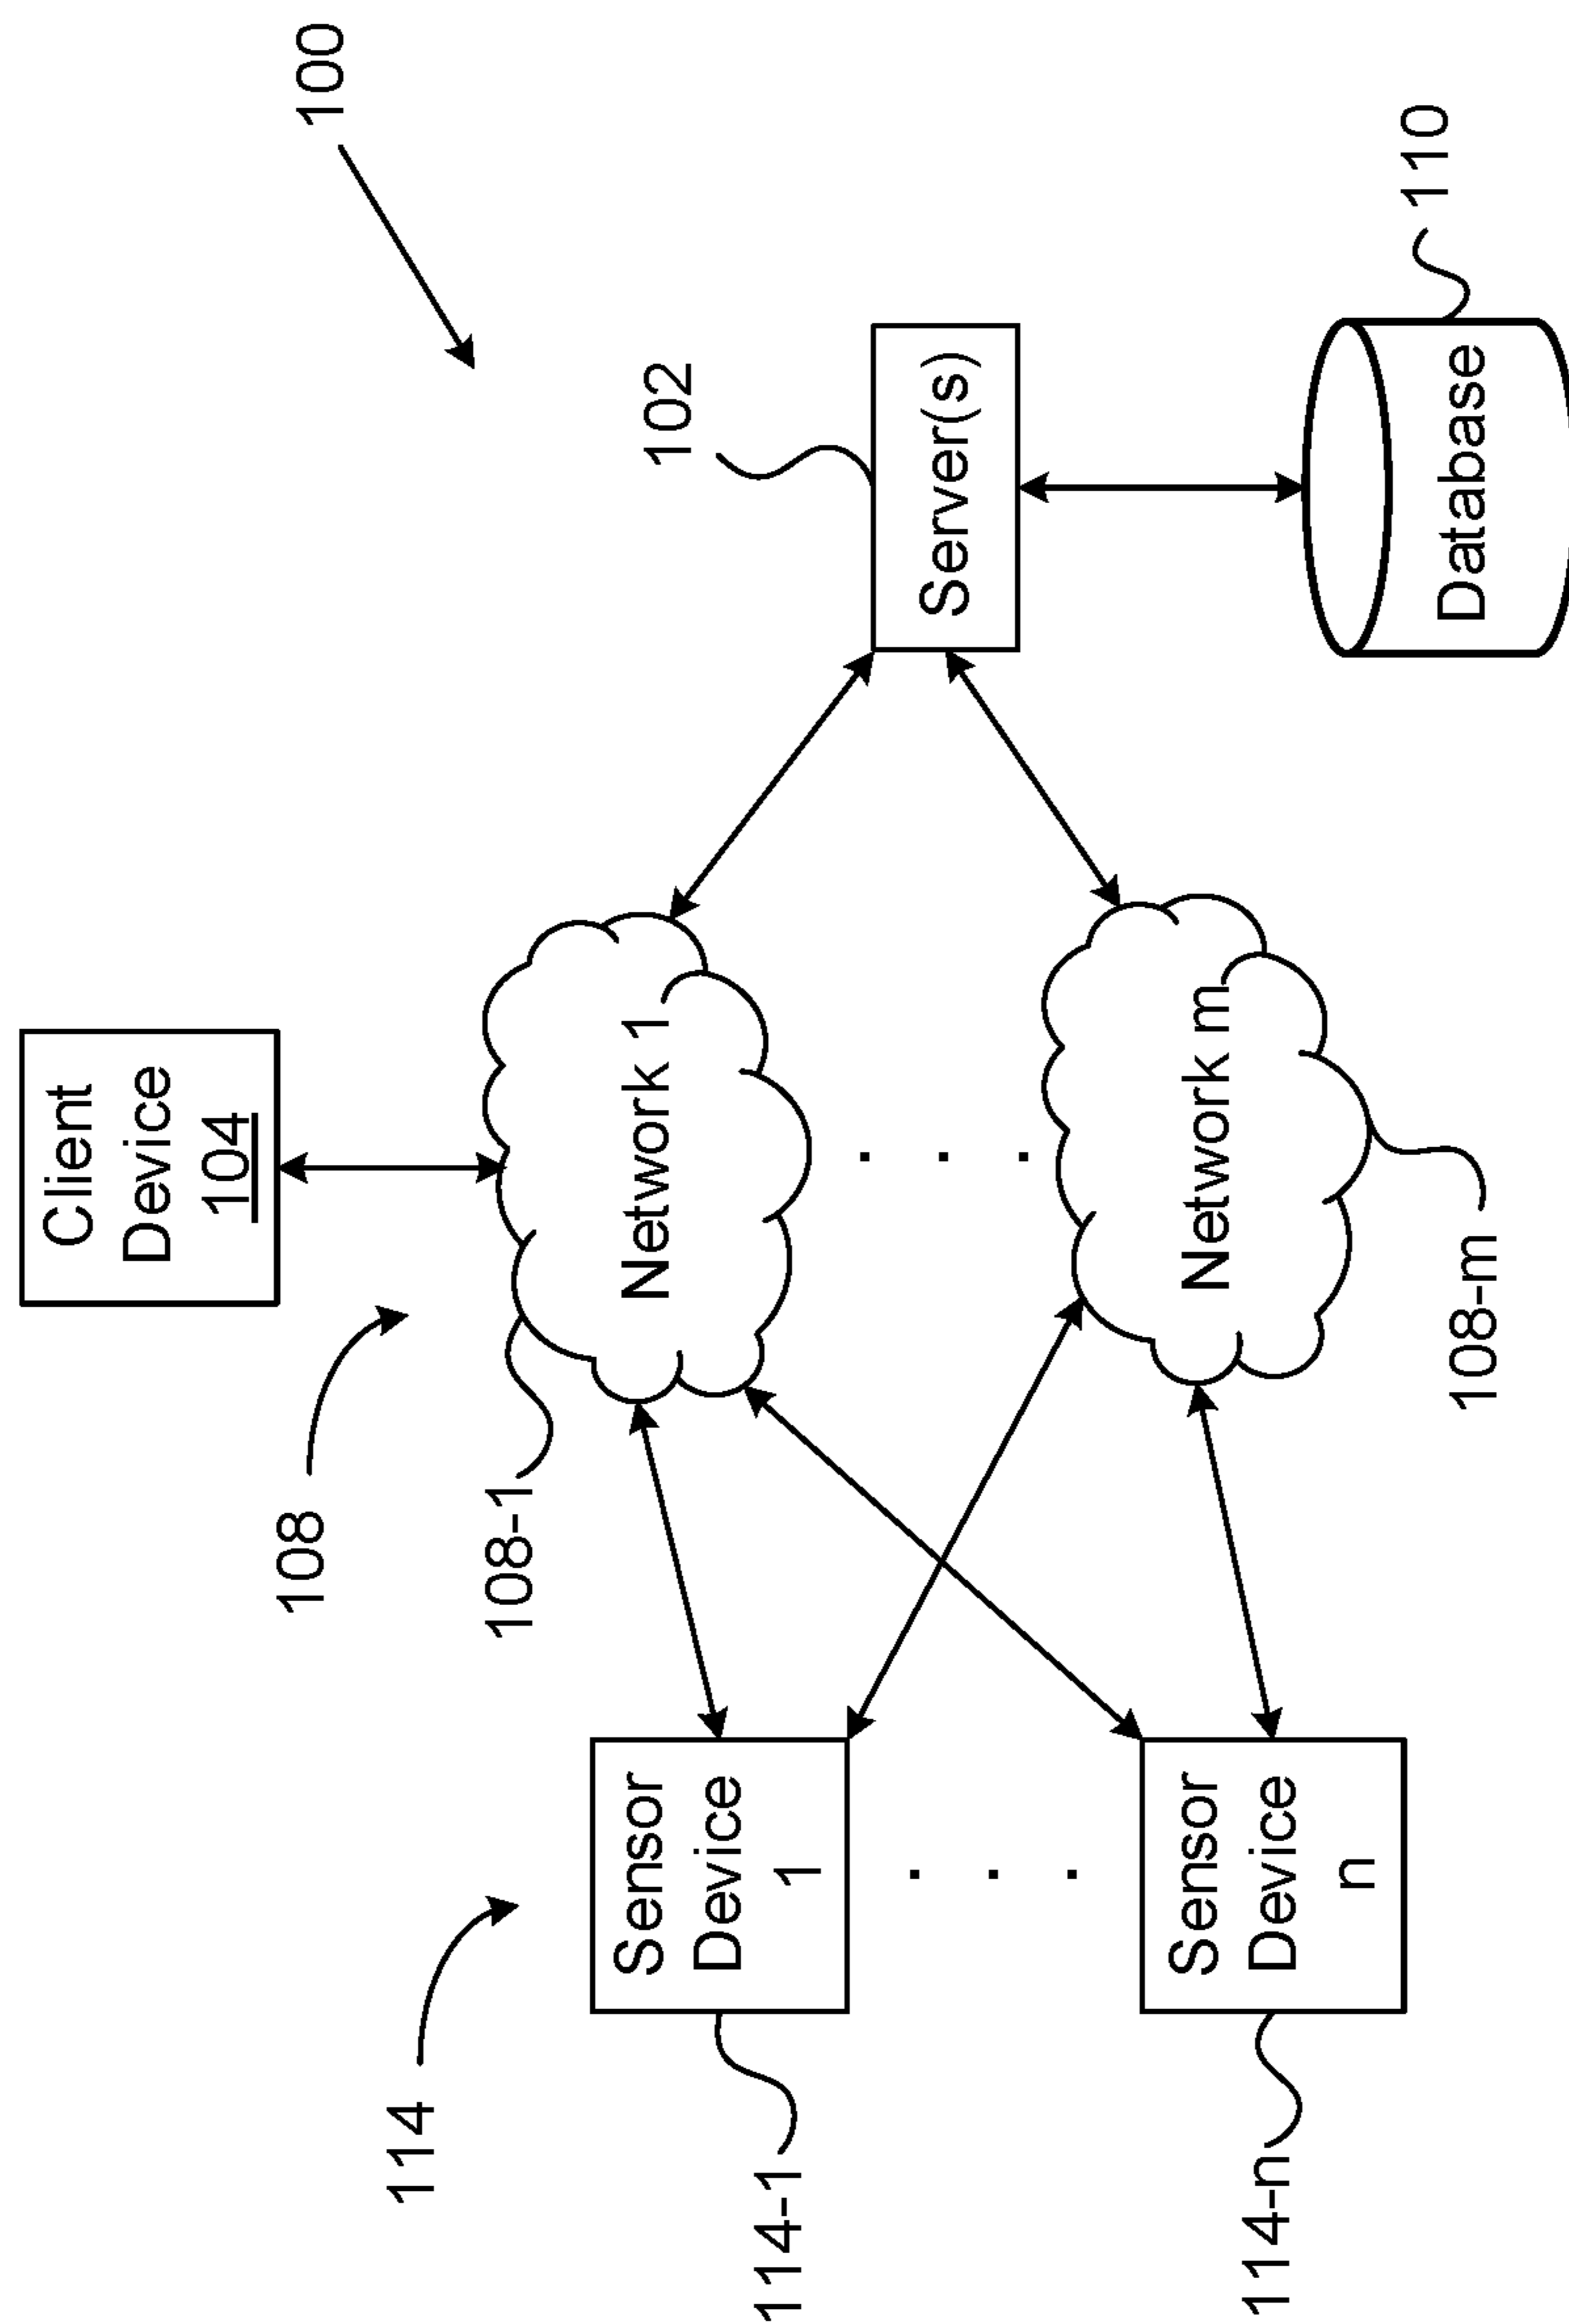 100
Client
Device
104
108
114
102
108-1
Network 1
Server(s)
Sensor
Device
1
114-1
.
.
.
.
.
.
Network m
Sensor
Device
n
114-n
Database
110
108-m